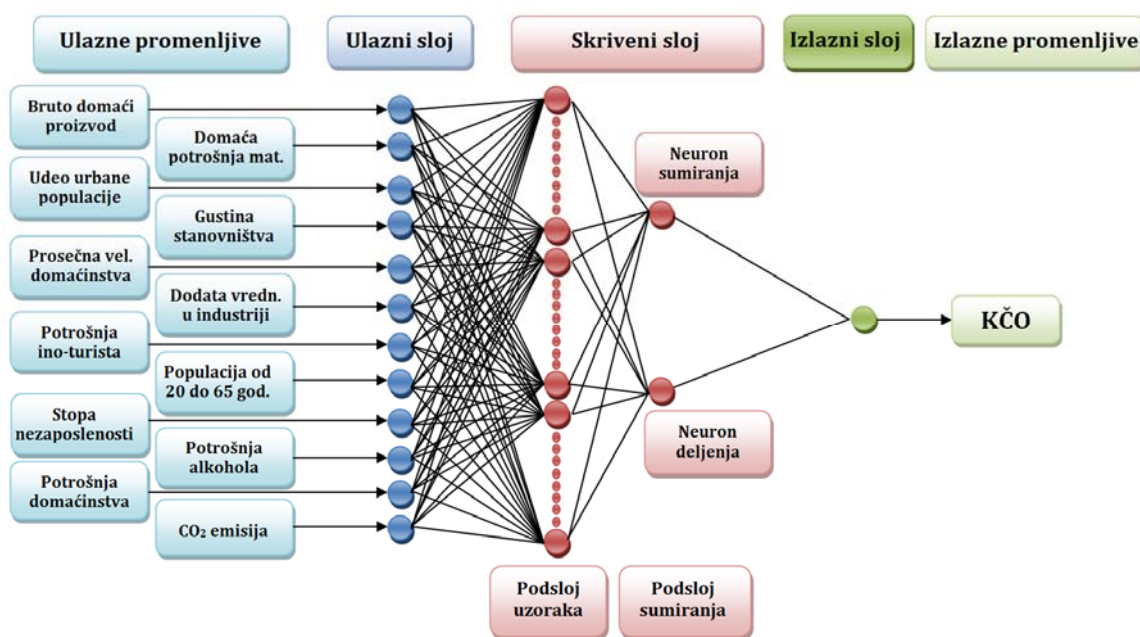 Ulazne promenljive
Ulazni sloj
Skriveni sloj
Izlazni sloj
Izlazne promenljive
Bruto domaći
proizvod
Domaća
potrošnja mat.
Udeo urbane
populacije
Gustina
stanovništva
Prosečna vel.
domaćinstva
Dodata vredn.
u industriji
Potrošnja
ino-turista
Populacija od
20 do 65 god.
Stopa
nezaposlenosti
Potrošnja
alkohola
Potrošnja
domaćinstva
CO₂ emisija
Neuron
sumiranja
Neuron
deljenja
KČO
Podsloj
uzoraka
Podsloj
sumiranja